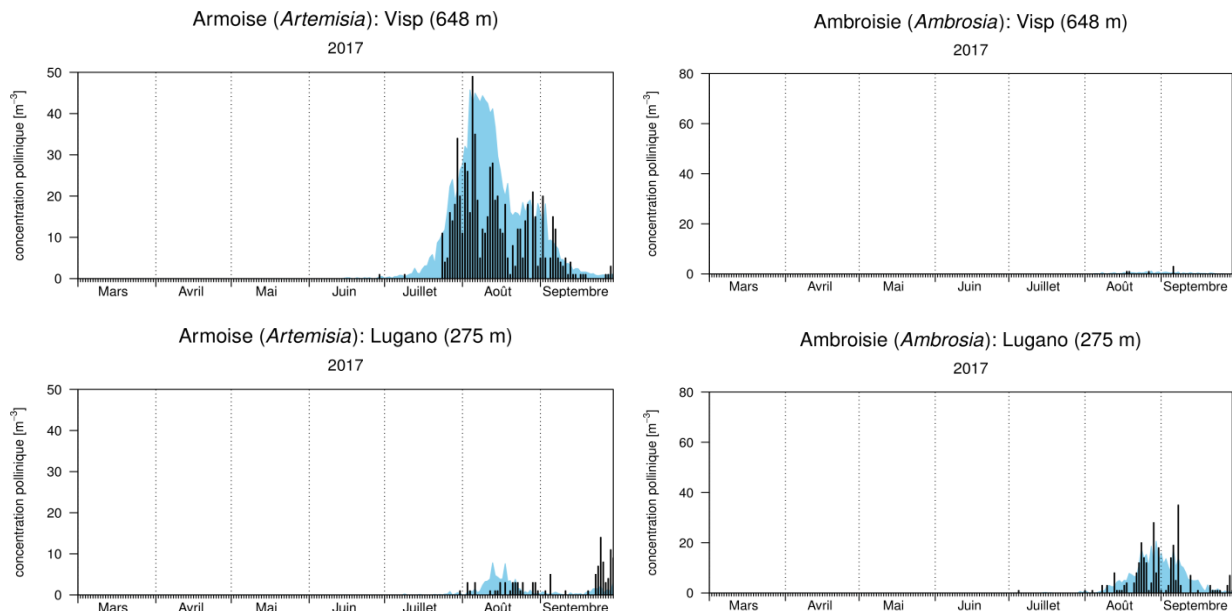 Armoise (Artemisia): Visp (648 m)
2017
concentration pollinique [m⁻³]
50
40
30
20
10
0
Mars Avril Mai Juin Juillet Août Septembre
Ambroisie (Ambrosia): Visp (648 m)
2017
concentration pollinique [m⁻³]
80
60
40
20
0
Mars Avril Mai Juin Juillet Août Septembre
Armoise (Artemisia): Lugano (275 m)
2017
concentration pollinique [m⁻³]
50
40
30
20
10
0
Mars Avril Mai Juin Juillet Août Septembre
Ambroisie (Ambrosia): Lugano (275 m)
2017
concentration pollinique [m⁻³]
80
60
40
20
0
Mars Avril Mai Juin Juillet Août Septembre